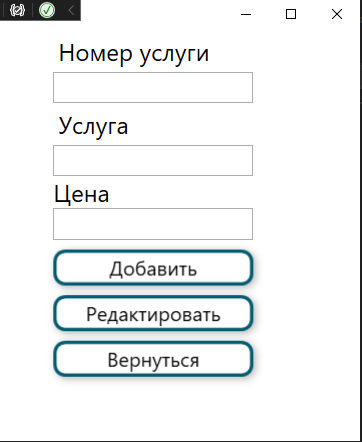 Номер услуги
Услуга
Цена
Добавить
Редактировать
Вернуться